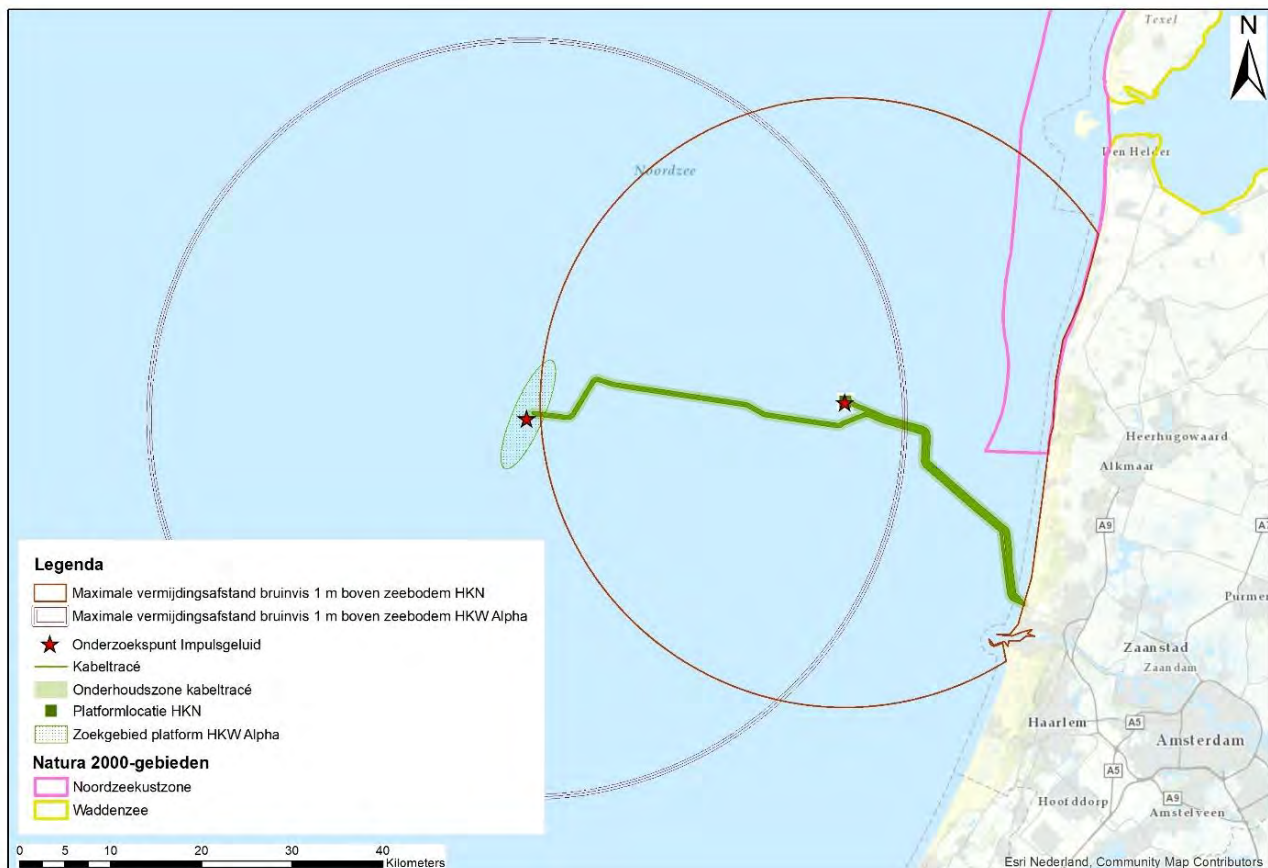 Texel
N
Den Helder
Noordzee
Heerhugowaard
Alkmaar
A9
A7
Purmer
Zaanstad
Zaandam
Haarlem
A5
Amsterdam
A5
A9
Hoofddorp
Amstelveen
Legenda
Maximale vermijdingsafstand bruinvis 1 m boven zeebodem HKN
Maximale vermijdingsafstand bruinvis 1 m boven zeebodem HKW Alpha
Onderzoekspunt Impulsgeluid
Kabeltracé
Onderhoudszone kabeltracé
Platformlocatie HKN
Zoekgebied platform HKW Alpha
Natura 2000-gebieden
Noordzeekustzone
Waddenzee
0 5 10 20 30 40
Kilometers
Esri Nederland, Community Map Contributors